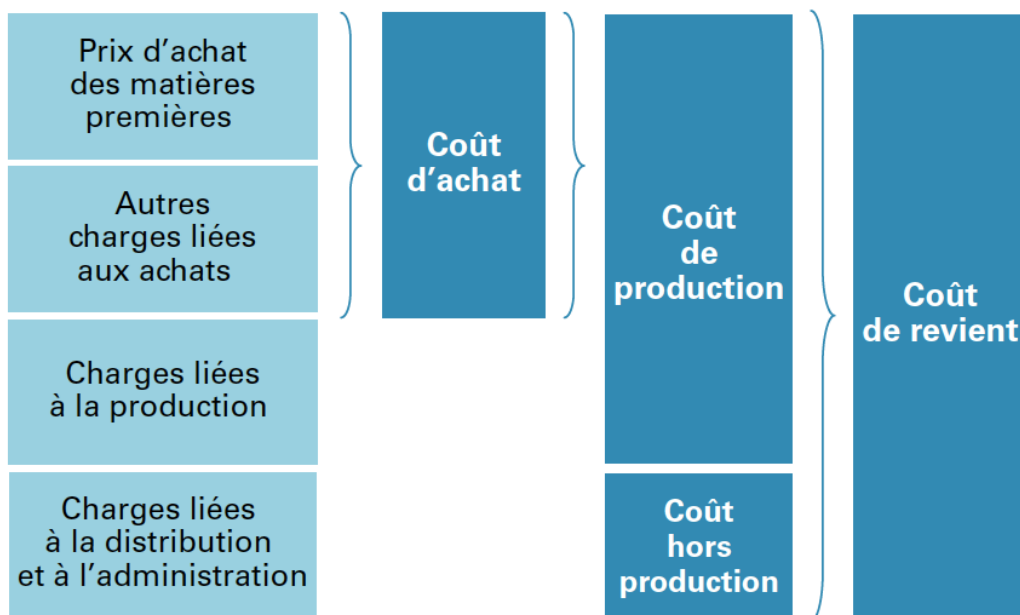 Prix d’achat
des matières
premières
Autres
charges liées
aux achats
Charges liées
à la production
Charges liées
à la distribution
et à l’administration
Coût
d’achat
Coût
de
production
Coût
hors
production
Coût
de revient